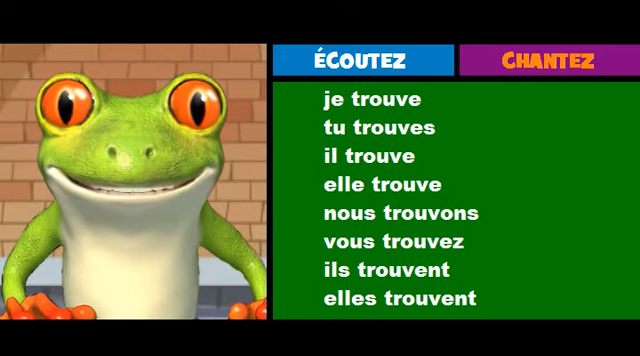 ÉCOUTEZ
CHANTEZ
je trouve
tu trouves
il trouve
elle trouve
nous trouvons
vous trouvez
ils trouvent
elles trouvent